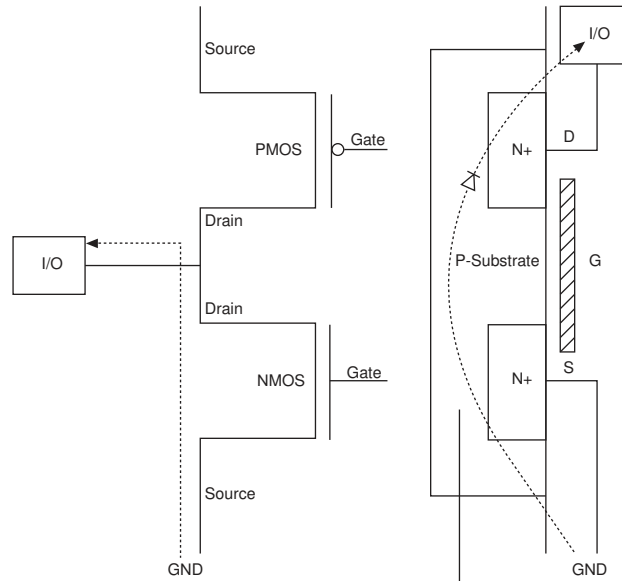 Source
PMOS
Gate
Drain
I/O
Drain
NMOS
Gate
Source
GND
I/O
D
N+
P-Substrate
G
S
N+
GND